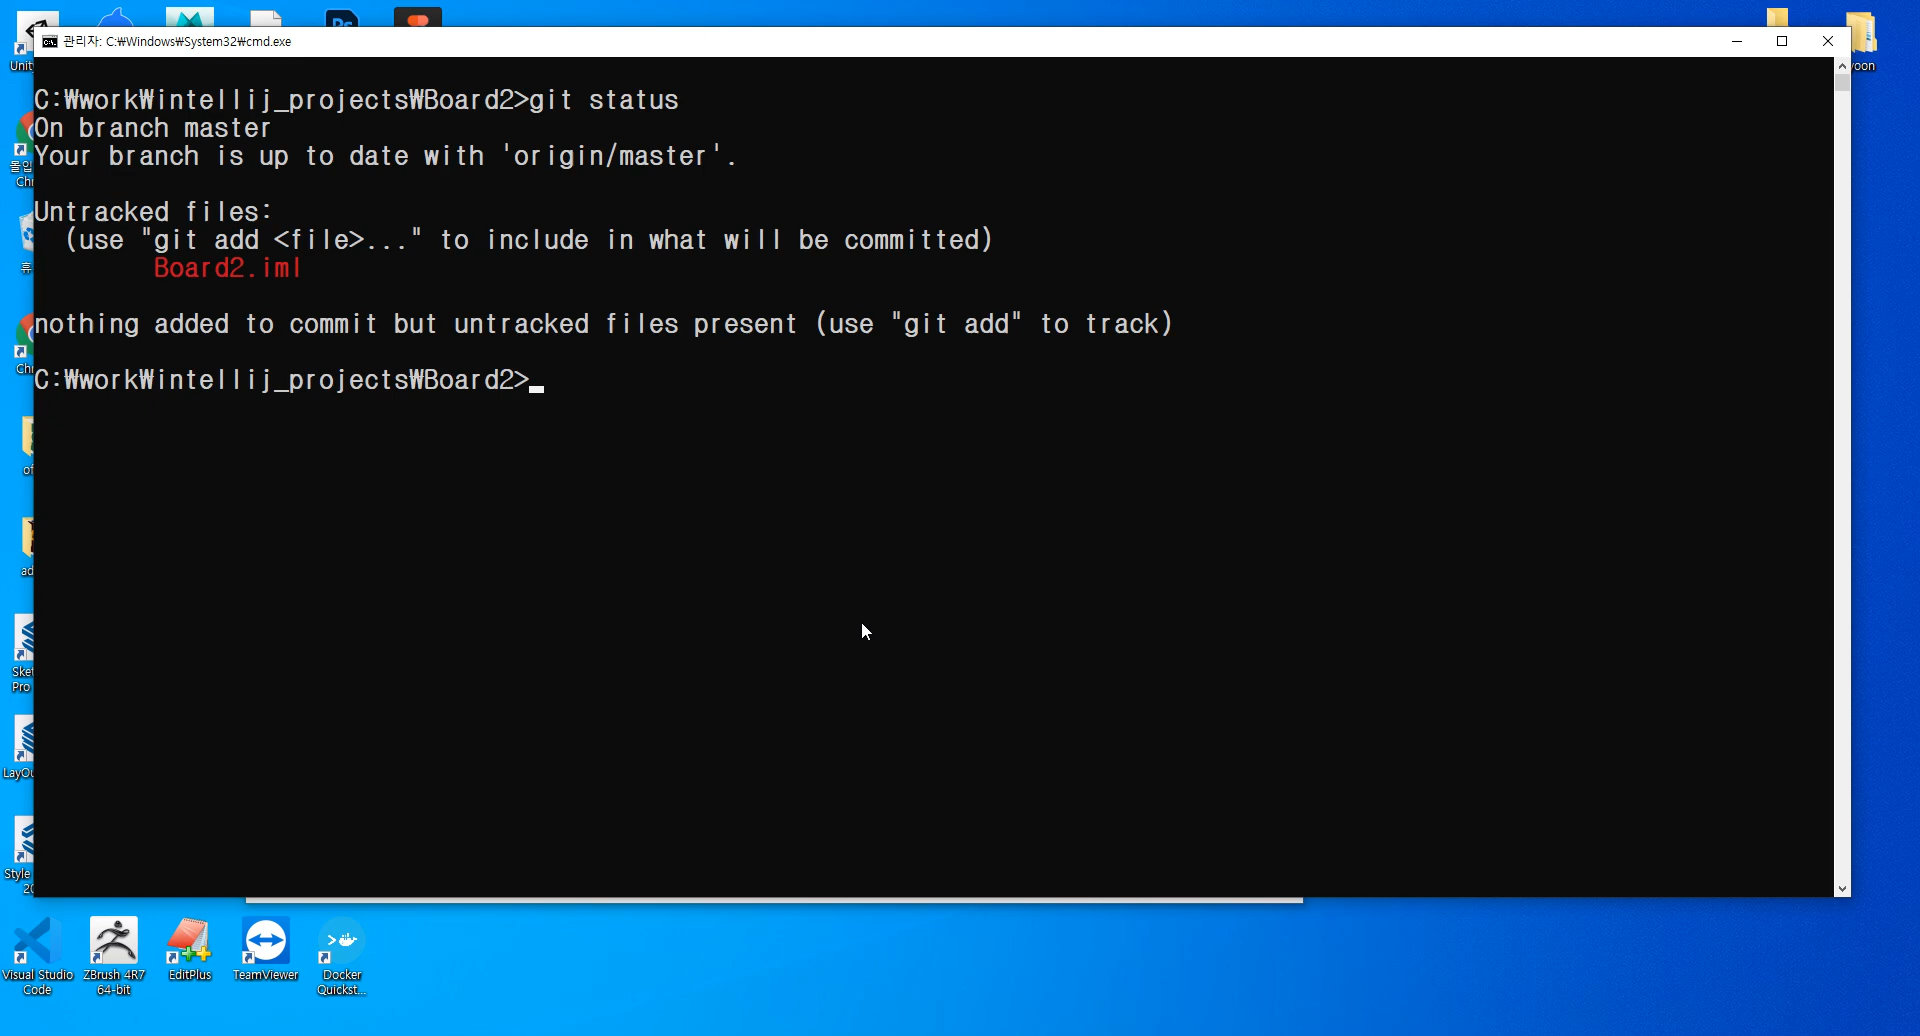 관리자: C:₩Windows₩System32₩cmd.exe
C:₩work₩intellij_projects₩Board2>git status
On branch master
Your branch is up to date with 'origin/master'.
Untracked files:
(use "git add <file>..." to include in what will be committed)
Board2.iml
nothing added to commit but untracked files present (use "git add" to track)
C:₩work₩intellij_projects₩Board2>
yoon
Pro
Style
Visual Studio
Code
ZBrush 4R7
64-bit
EditPlus
TeamViewer
Docker
Quickst...